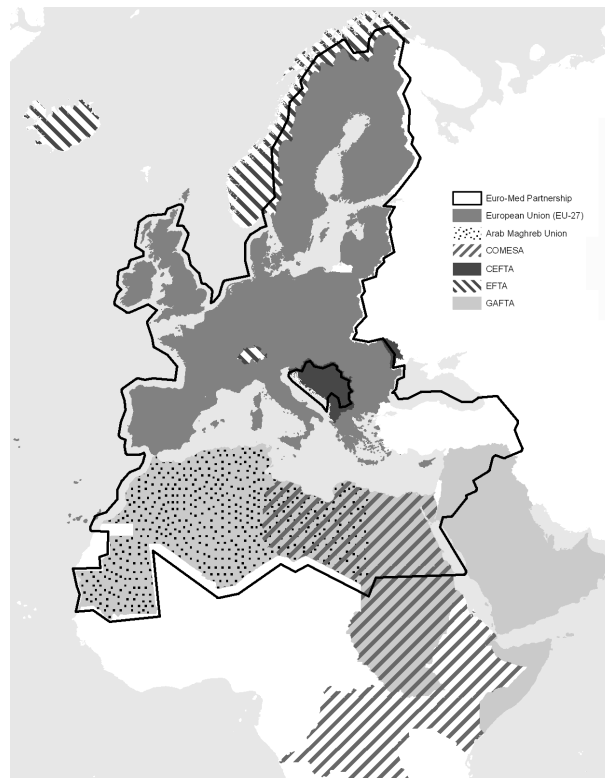 Euro-Med Partnership
European Union (EU-27)
Arab Maghreb Union
COMESA
CEFTA
EFTA
GAFTA